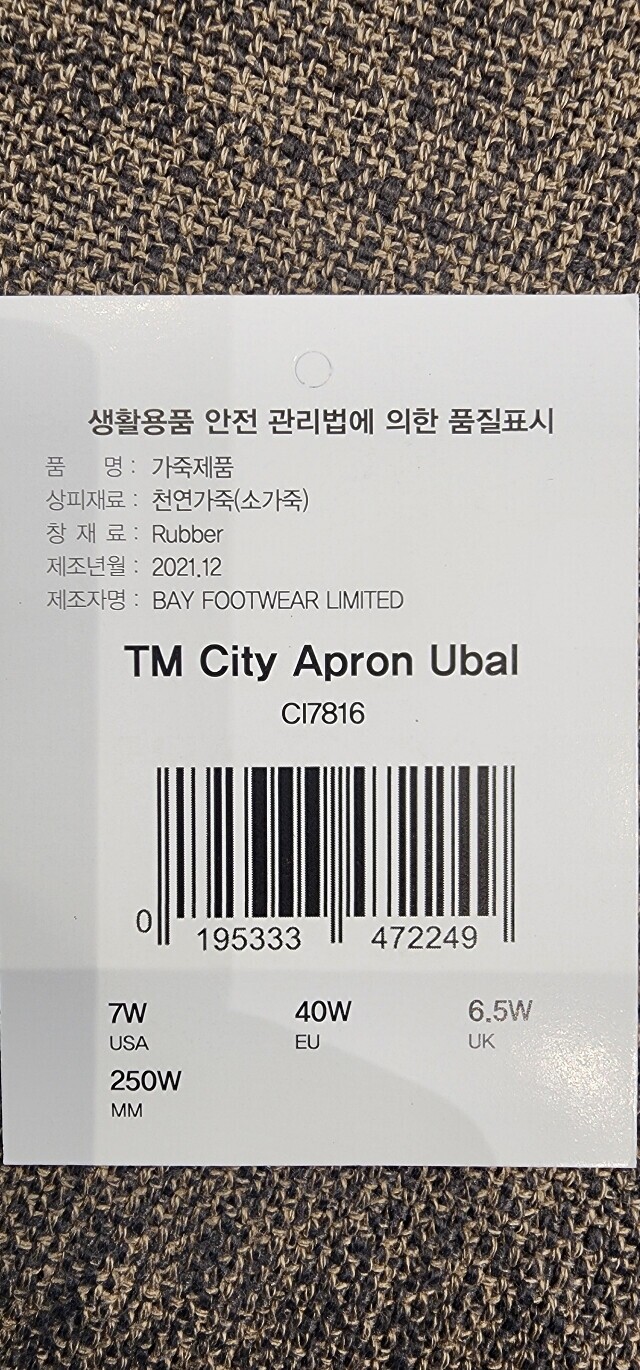 생활용품 안전 관리법에 의한 품질표시
품 명 : 가죽제품
상피재료 : 천연가죽(소가죽)
창 재 료 : Rubber
제조년월 : 2021.12
제조자명 : BAY FOOTWEAR LIMITED
TM City Apron Ubal
CI7816
0 195333 472249
7W 40W 6.5W
USA EU UK
250W
MM